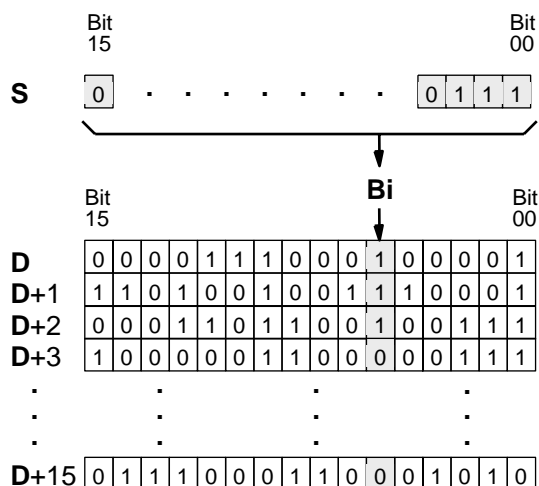 Bit Bit
15 00
S 0 . . . . . . . 0 1 1 1
Bi
Bit Bit
15 00
D 0 0 0 0 1 1 1 0 0 0 1 0 0 0 0 1
D+1 1 1 0 1 0 0 1 0 0 1 1 1 0 0 0 1
D+2 0 0 0 1 1 0 1 1 0 0 1 0 0 1 1 1
D+3 1 0 0 0 0 0 1 1 0 0 0 0 0 1 1 1
. . . .
. . . .
. . . .
D+15 0 1 1 1 0 0 0 1 1 0 0 0 1 0 1 0